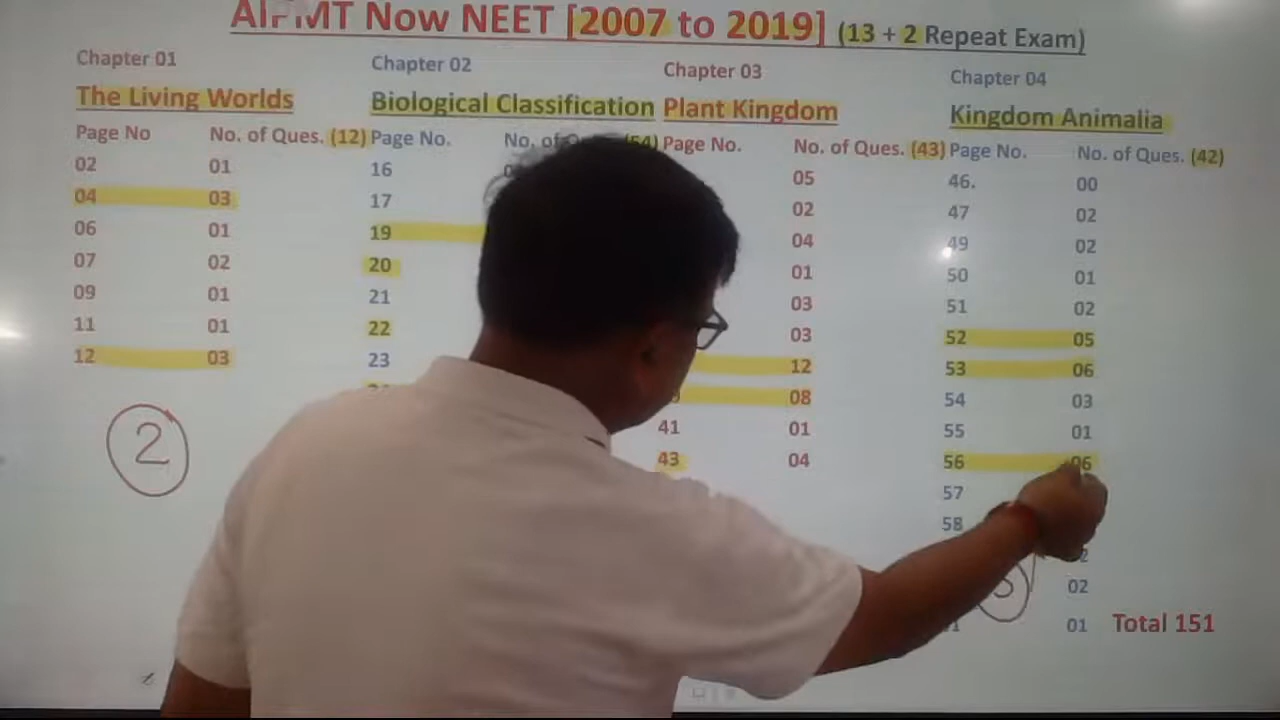 AIPMT Now NEET [2007 to 2019] (13 + 2 Repeat Exam)
Chapter 01
The Living Worlds
Page No No. of Ques. (12)
02 01
04 03
06 01
07 02
09 01
11 01
12 03
2
Chapter 02
Biological Classification
Page No. No. of
16
17
19
20
21
22
23
Chapter 03
Plant Kingdom
Page No. No. of Ques. (43)
05
02
04
01
03
03
12
08
41 01
43 04
Chapter 04
Kingdom Animalia
Page No. No. of Ques. (42)
46. 00
47 02
49 02
50 01
51 02
52 05
53 06
54 03
55 01
56 06
57
58
02
01 Total 151